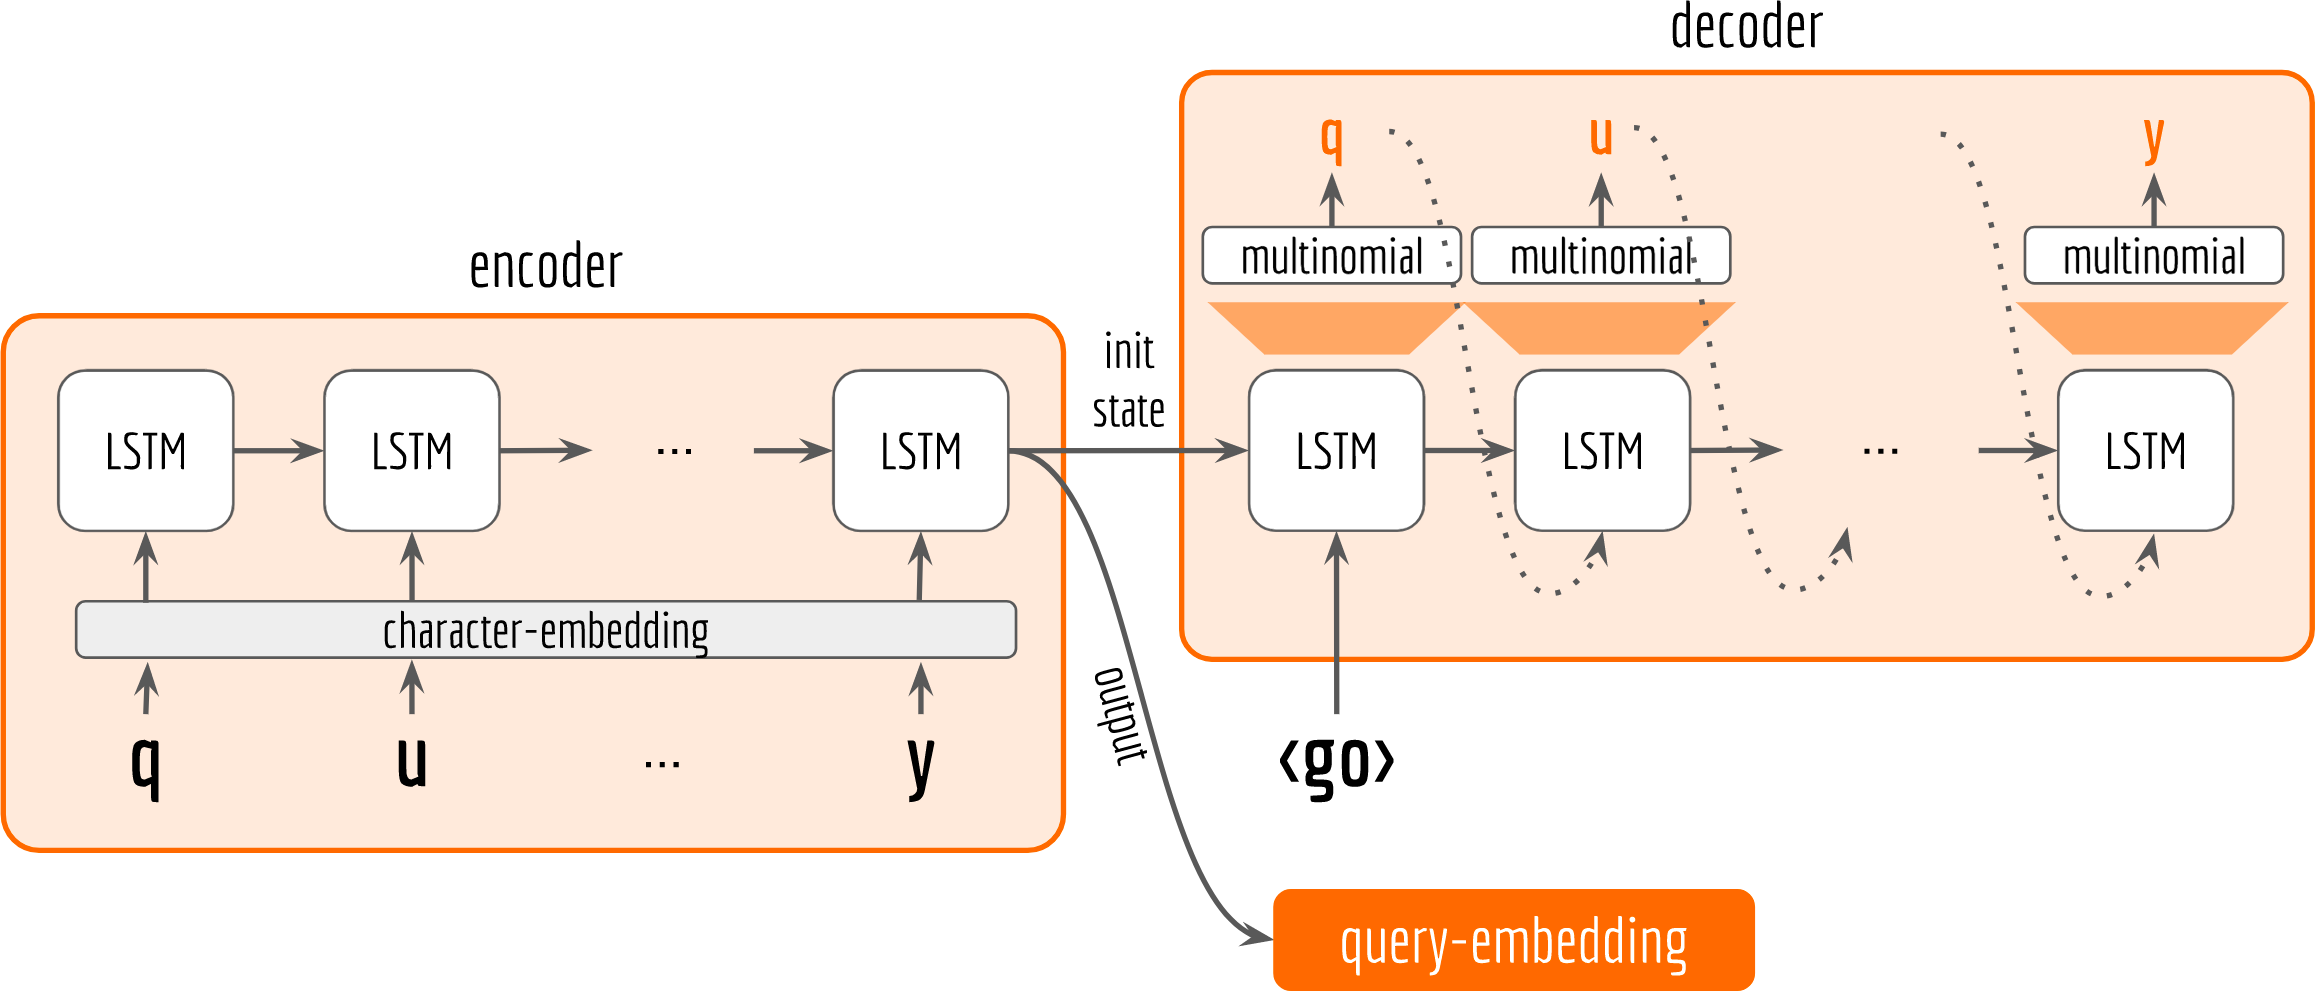 decoder
q u y
multinomial multinomial multinomial
encoder
init
state
LSTM LSTM ... LSTM LSTM LSTM ... LSTM
character-embedding
output
q u ... y <go>
query-embedding